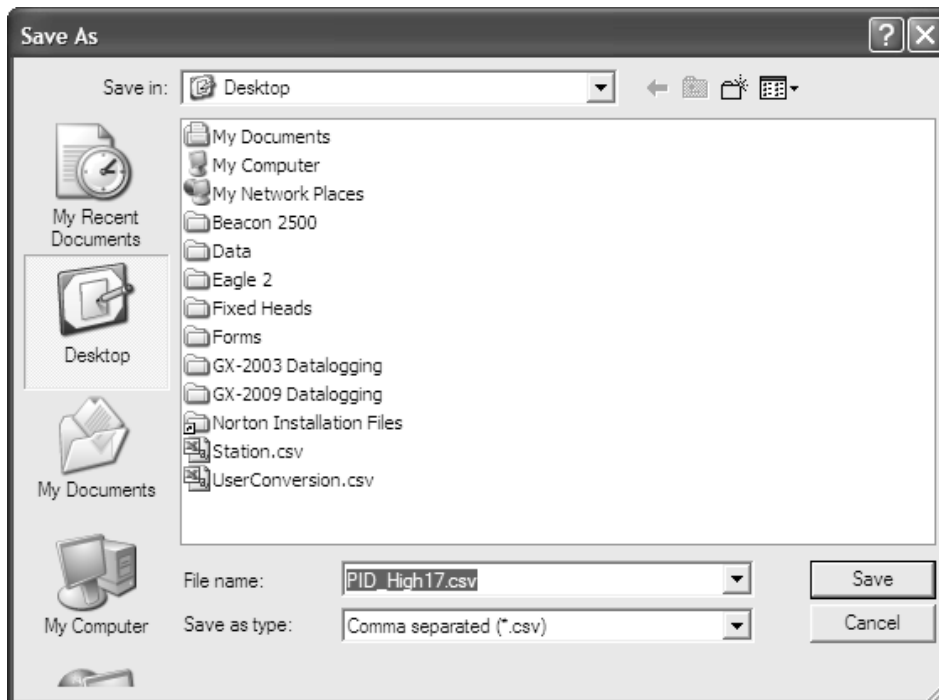 Save As
Save in:
Desktop
My Recent
Documents
Desktop
My Documents
My Computer
My Documents
My Computer
My Network Places
Beacon 2500
Data
Eagle 2
Fixed Heads
Forms
GX-2003 Datalogging
GX-2009 Datalogging
Norton Installation Files
Station.csv
UserConversion.csv
File name:
PID_High17.csv
Save
Save as type:
Comma separated (*.csv)
Cancel